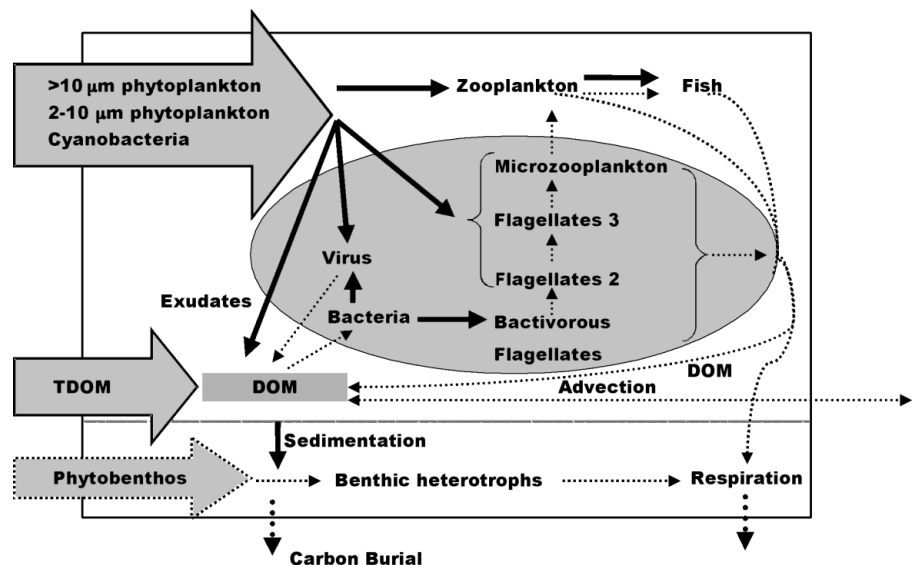 >10 μm phytoplankton
2-10 μm phytoplankton
Cyanobacteria
Zooplankton
Fish
Microzooplankton
Flagellates 3
Flagellates 2
Virus
Exudates
Bacteria
Bactivorous
Flagellates
TDOM
DOM
DOM
Advection
Sedimentation
Phytobenthos
Benthic heterotrophs
Respiration
Carbon Burial